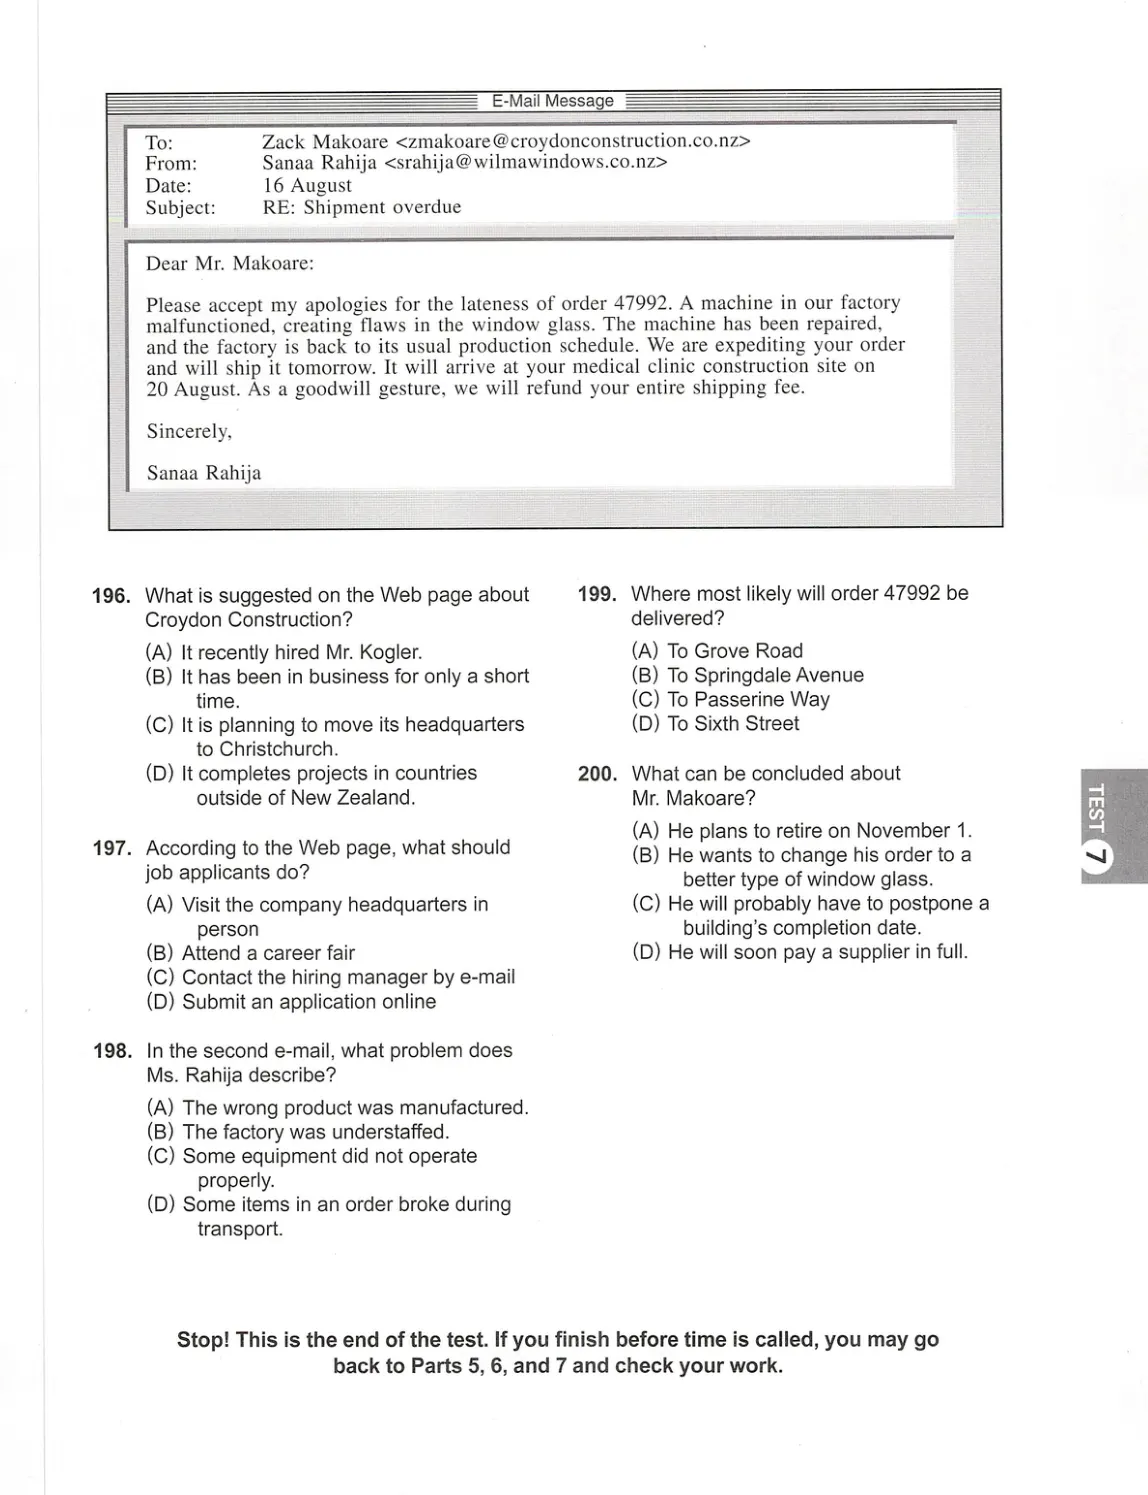 E-Mail Message
To: Zack Makoare <zmakoare@croydonconstruction.co.nz>
From: Sanaa Rahija <srahija@wilmawindows.co.nz>
Date: 16 August
Subject: RE: Shipment overdue
Dear Mr. Makoare:
Please accept my apologies for the lateness of order 47992. A machine in our factory
malfunctioned, creating flaws in the window glass. The machine has been repaired,
and the factory is back to its usual production schedule. We are expediting your order
and will ship it tomorrow. It will arrive at your medical clinic construction site on
20 August. As a goodwill gesture, we will refund your entire shipping fee.
Sincerely,
Sanaa Rahija
196. What is suggested on the Web page about
Croydon Construction?
(A) It recently hired Mr. Kogler.
(B) It has been in business for only a short
time.
(C) It is planning to move its headquarters
to Christchurch.
(D) It completes projects in countries
outside of New Zealand.
197. According to the Web page, what should
job applicants do?
(A) Visit the company headquarters in
person
(B) Attend a career fair
(C) Contact the hiring manager by e-mail
(D) Submit an application online
198. In the second e-mail, what problem does
Ms. Rahija describe?
(A) The wrong product was manufactured.
(B) The factory was understaffed.
(C) Some equipment did not operate
properly.
(D) Some items in an order broke during
transport.
199. Where most likely will order 47992 be
delivered?
(A) To Grove Road
(B) To Springdale Avenue
(C) To Passerine Way
(D) To Sixth Street
200. What can be concluded about
Mr. Makoare?
(A) He plans to retire on November 1.
(B) He wants to change his order to a
better type of window glass.
(C) He will probably have to postpone a
building's completion date.
(D) He will soon pay a supplier in full.
TEST 7
Stop! This is the end of the test. If you finish before time is called, you may go
back to Parts 5, 6, and 7 and check your work.